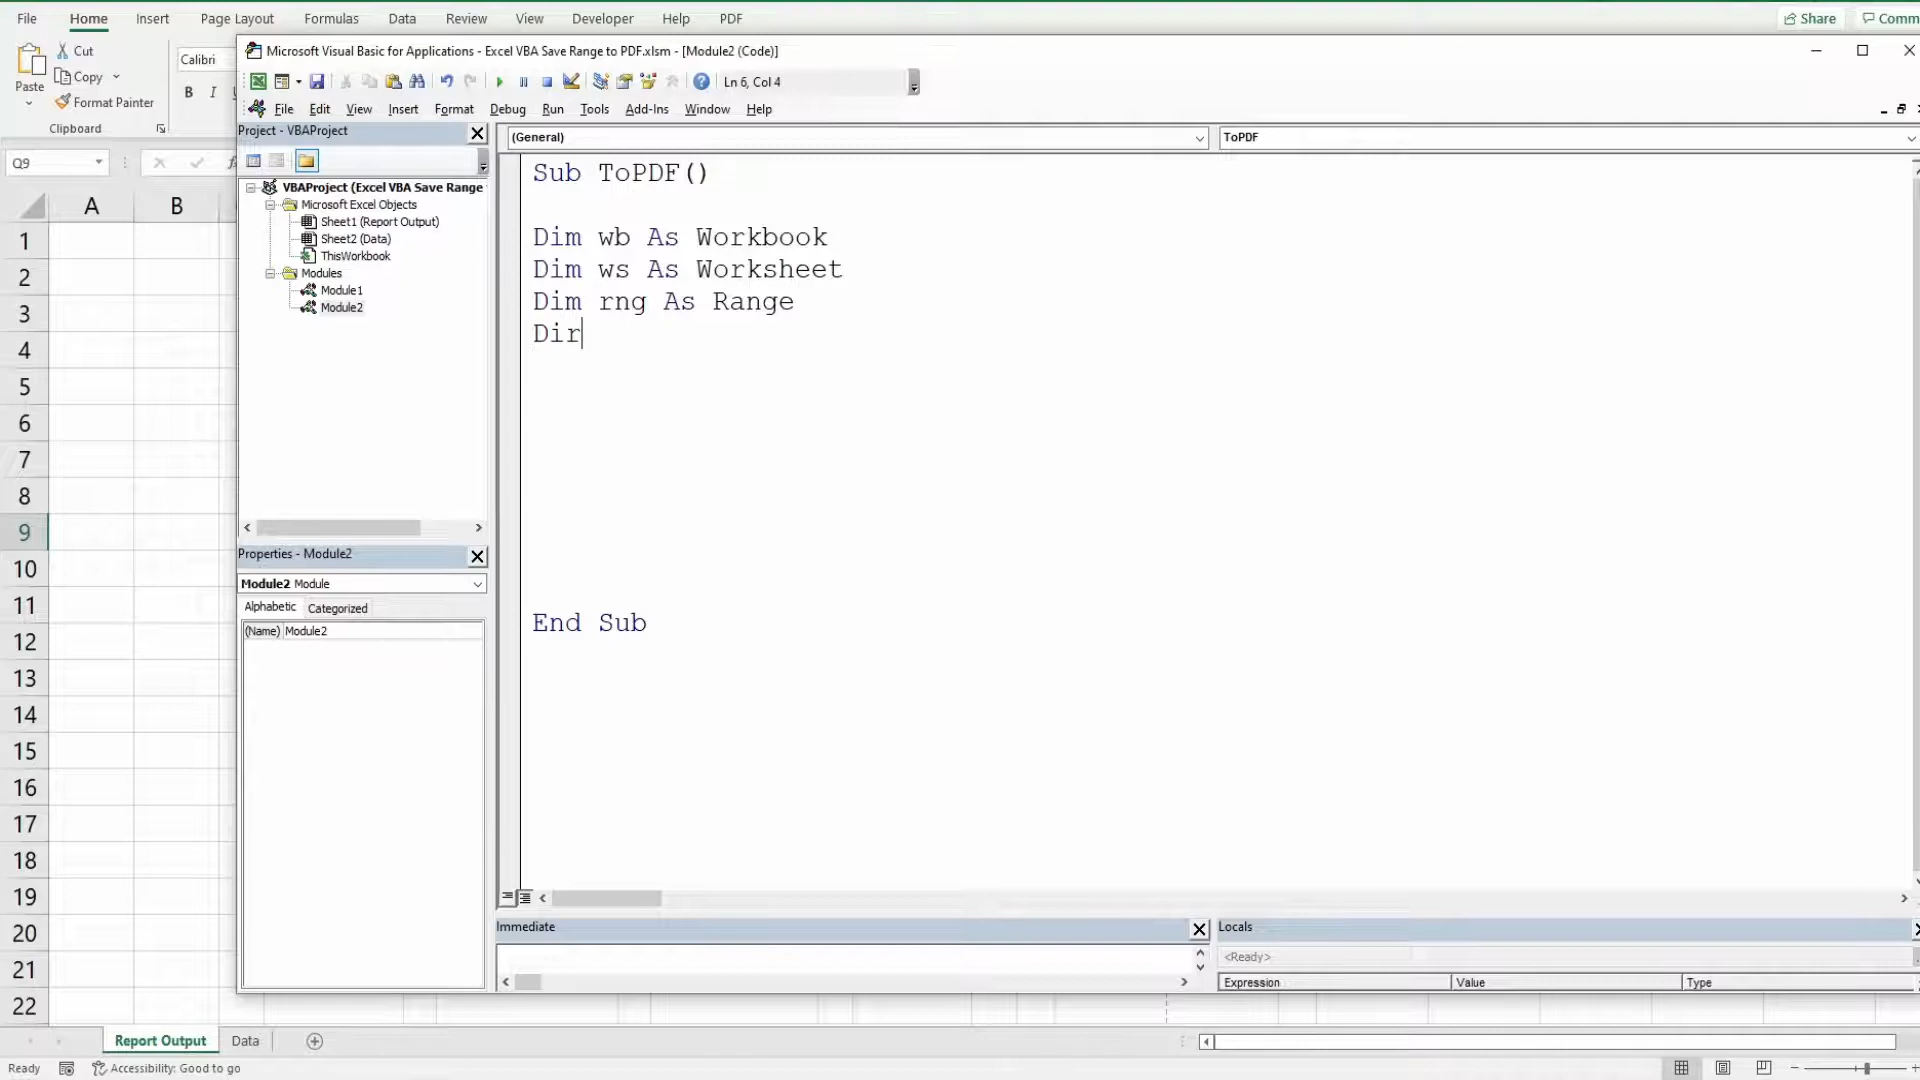 File Home Insert Page Layout Formulas Data Review View Developer Help PDF Share Comm
Cut
Copy
Format Painter
Paste
Clipboard
Calibri
B I U
Q9
A B
1
2
3
4
5
6
7
8
9
10
11
12
13
14
15
16
17
18
19
20
21
22
Microsoft Visual Basic for Applications - Excel VBA Save Range to PDF.xlsm - [Module2 (Code)]
Ln 6, Col 4
File Edit View Insert Format Debug Run Tools Add-Ins Window Help
Project - VBAProject
VBAProject (Excel VBA Save Range
Microsoft Excel Objects
Sheet1 (Report Output)
Sheet2 (Data)
ThisWorkbook
Modules
Module1
Module2
Properties - Module2
Module2 Module
Alphabetic Categorized
(Name) Module2
(General) ToPDF
Sub ToPDF()
Dim wb As Workbook
Dim ws As Worksheet
Dim rng As Range
Dir
End Sub
Immediate
Locals
<Ready>
Expression Value Type
Report Output Data
Ready Accessibility: Good to go